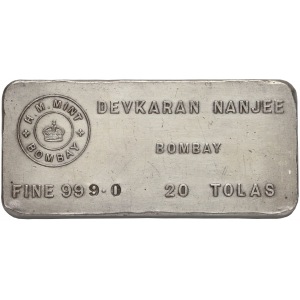 H.M. MINT
BOMBAY
DEVKARAN NANJEE
BOMBAY
FINE 999.0 20 TOLAS